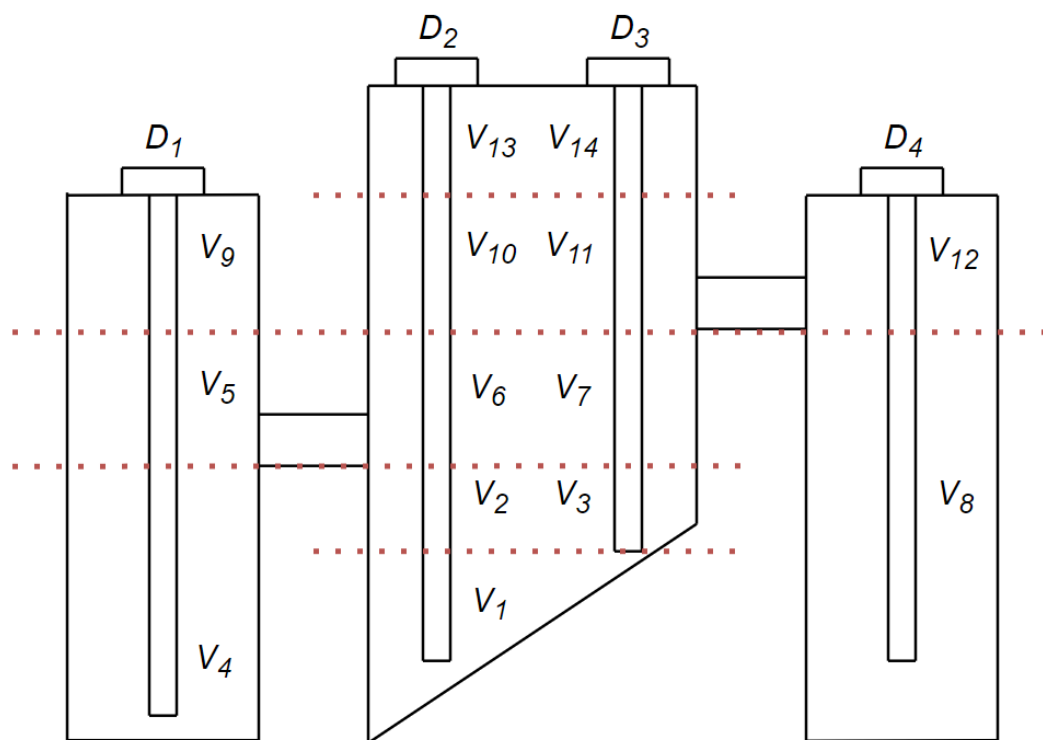 D₂ D₃
D₁ D₄
V₁₃ V₁₄
V₉ V₁₀ V₁₁ V₁₂
V₅ V₆ V₇
V₂ V₃ V₈
V₁
V₄